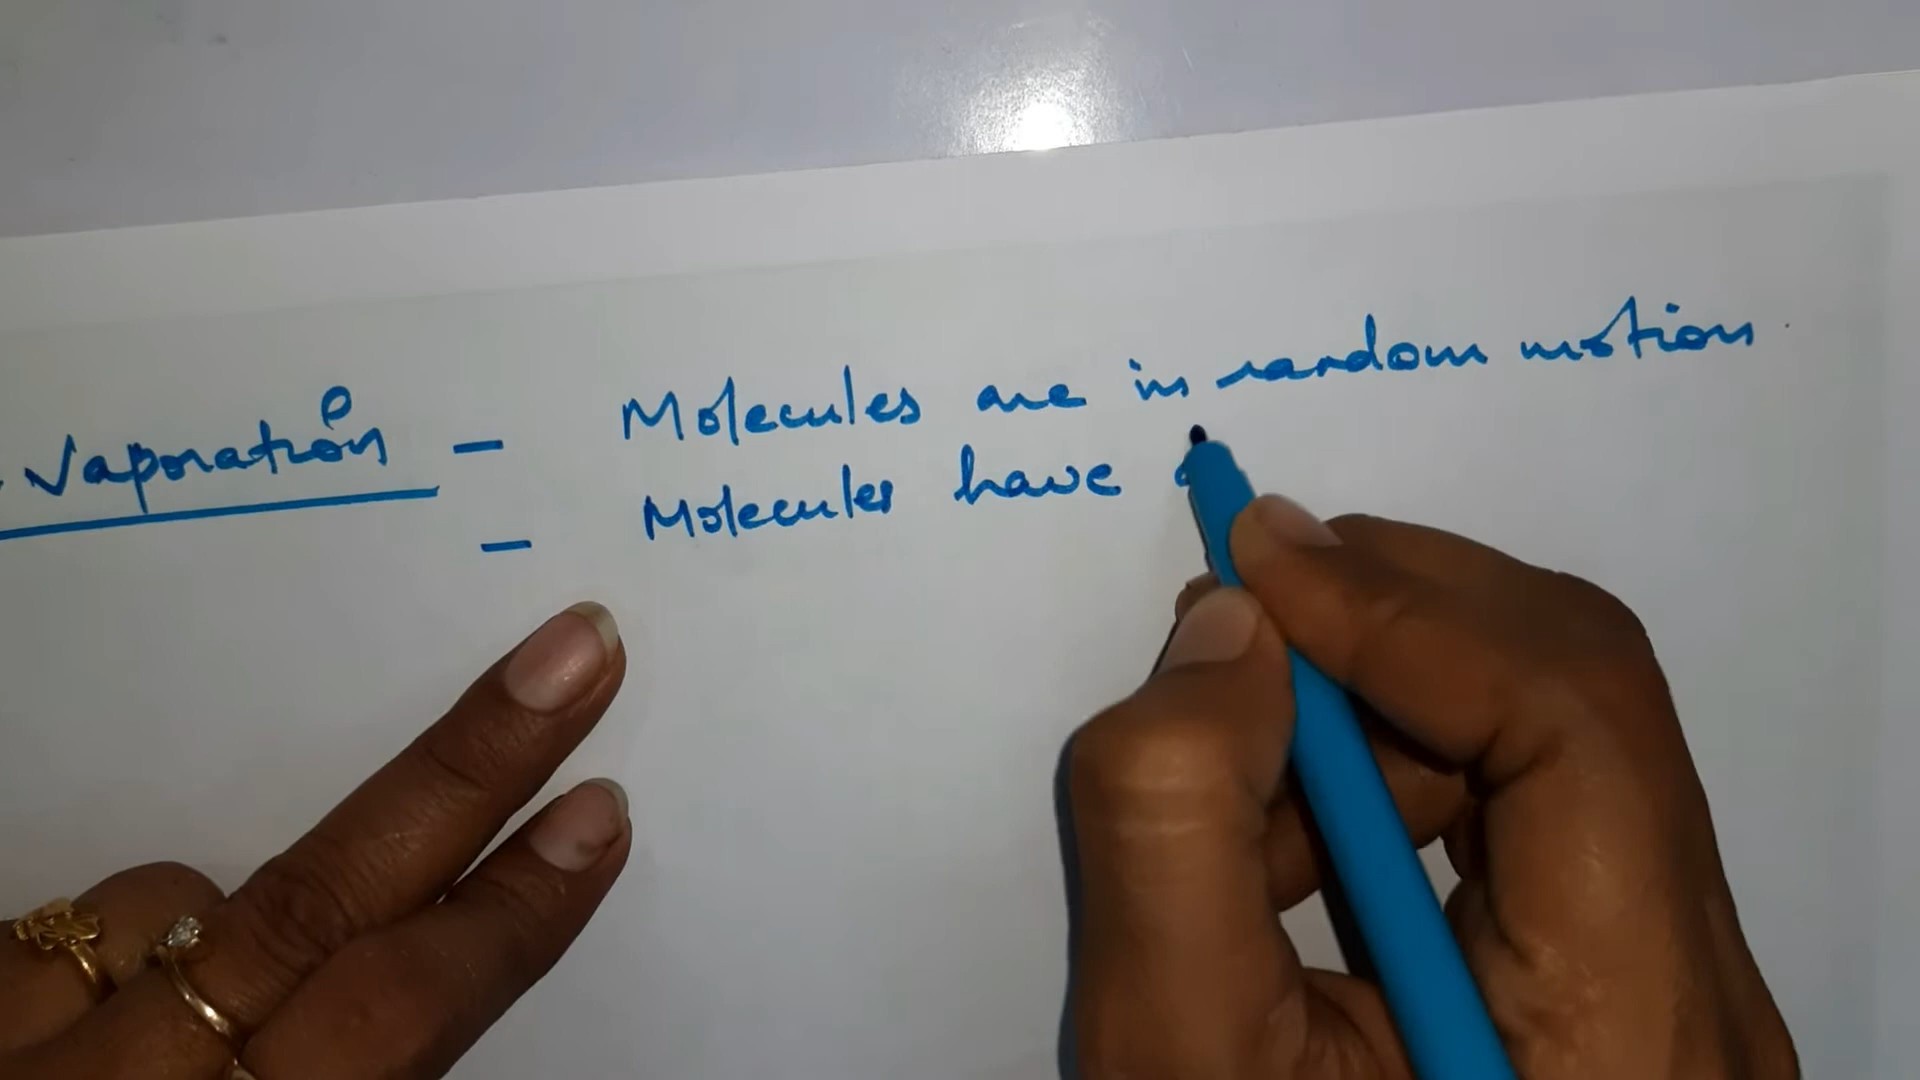 Vaporation - Molecules are in random motion
- Molecules have